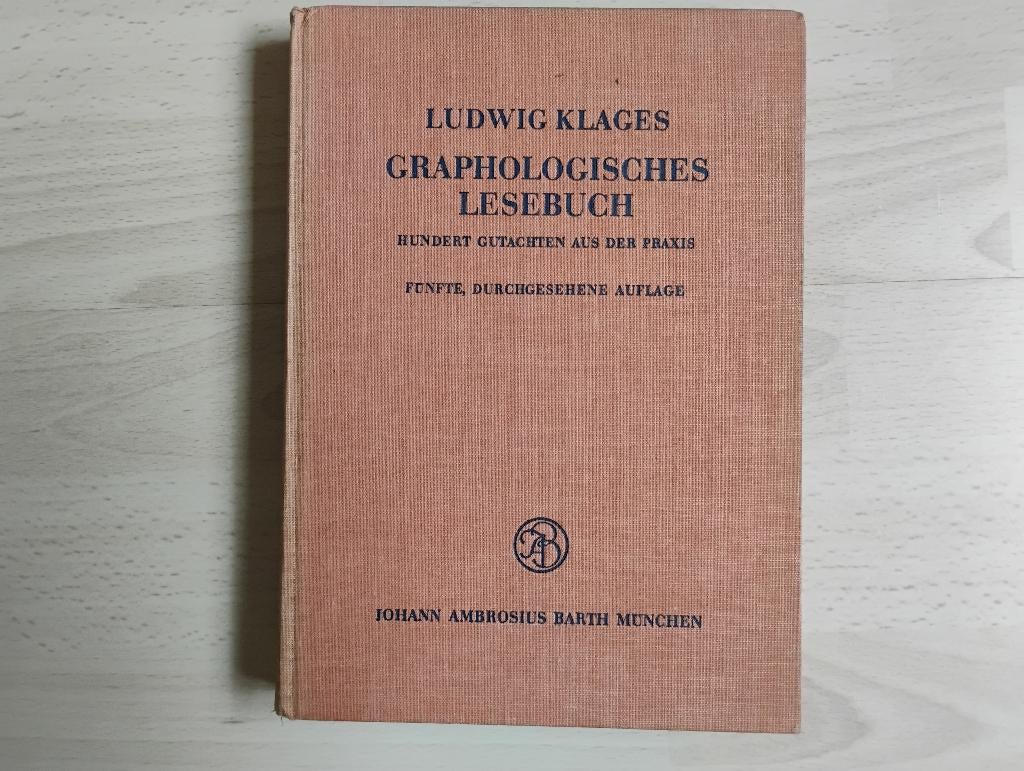 LUDWIG KLAGES
GRAPHOLOGISCHES
LESEBUCH
HUNDERT GUTACHTEN AUS DER PRAXIS
FÜNFTE, DURCHGESEHENE AUFLAGE
JAB
JOHANN AMBROSIUS BARTH MÜNCHEN